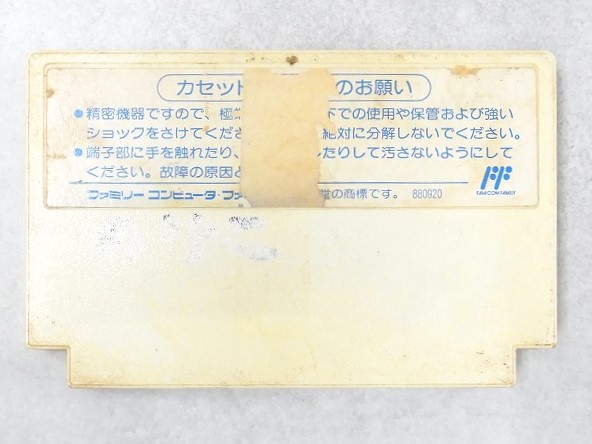 カセット のお願い
●精密機器ですので、極 での使用や保管および強い
ショックをさけてくださ 絶対に分解しないでください。
●端子部に手を触れたり、 たりして汚さないようにして
ください。故障の原因と
ファミリー コンピュータ・ファ の商標です。 880920
FAMICOM FAMILY